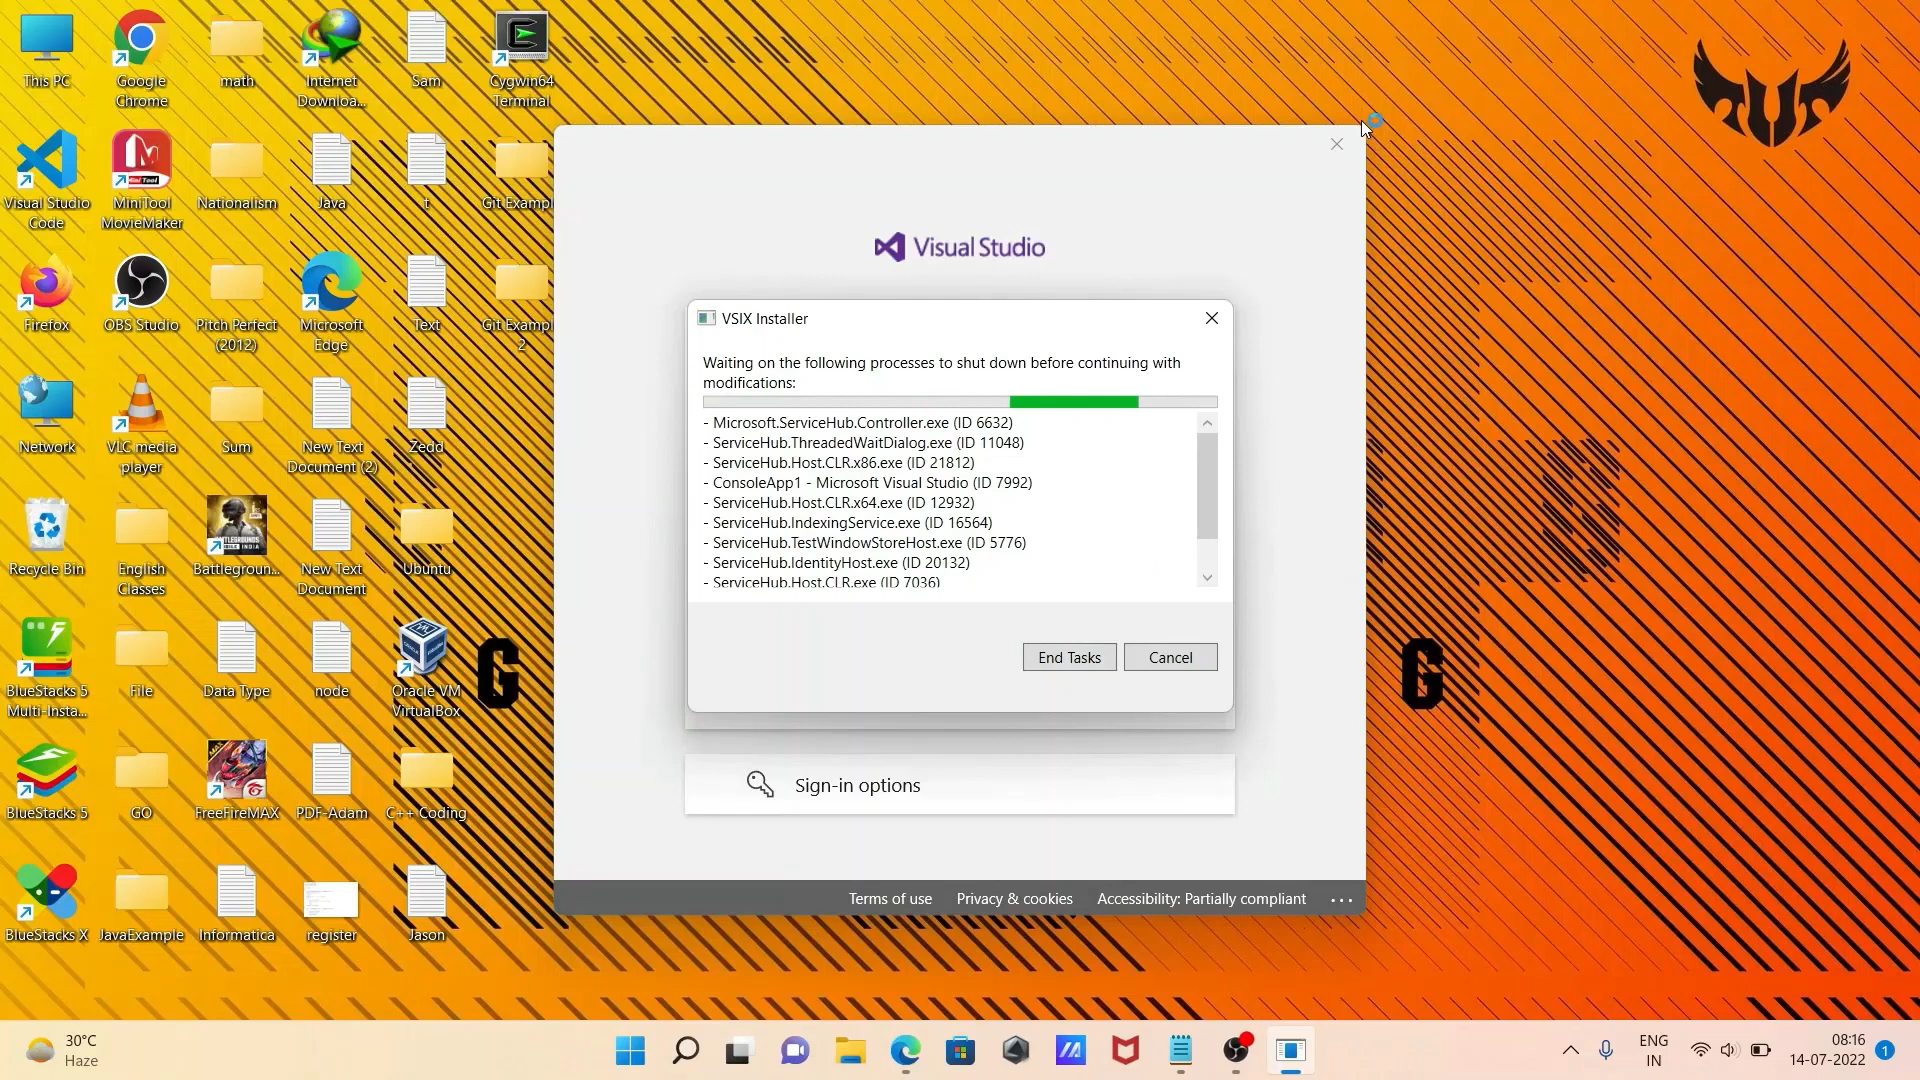 This PC
Google
Chrome
math
Internet
Downloa...
Sam
Cygwin64
Terminal
Visual Studio
Code
MiniTool
MovieMaker
Nationalism
Java
t
Git Exampl
Firefox
OBS Studio
Pitch Perfect
(2012)
Microsoft
Edge
Text
Git Exampl
2
Network
VLC media
player
Sum
New Text
Document (2)
Zedd
Recycle Bin
English
Classes
Battlegroun...
New Text
Document
Ubuntu
BlueStacks 5
Multi-Insta...
File
Data Type
node
Oracle VM
VirtualBox
BlueStacks 5
GO
FreeFireMAX
PDF-Adam
C++ Coding
BlueStacks X
JavaExample
Informatica
register
Jason
G
G
Visual Studio
VSIX Installer
Waiting on the following processes to shut down before continuing with
modifications:
- Microsoft.ServiceHub.Controller.exe (ID 6632)
- ServiceHub.ThreadedWaitDialog.exe (ID 11048)
- ServiceHub.Host.CLR.x86.exe (ID 21812)
- ConsoleApp1 - Microsoft Visual Studio (ID 7992)
- ServiceHub.Host.CLR.x64.exe (ID 12932)
- ServiceHub.IndexingService.exe (ID 16564)
- ServiceHub.TestWindowStoreHost.exe (ID 5776)
- ServiceHub.IdentityHost.exe (ID 20132)
- ServiceHub.Host.CLR.exe (ID 7036)
End Tasks
Cancel
Sign-in options
Terms of use
Privacy & cookies
Accessibility: Partially compliant
...
30°C
Haze
ENG
IN
08:16
14-07-2022
1